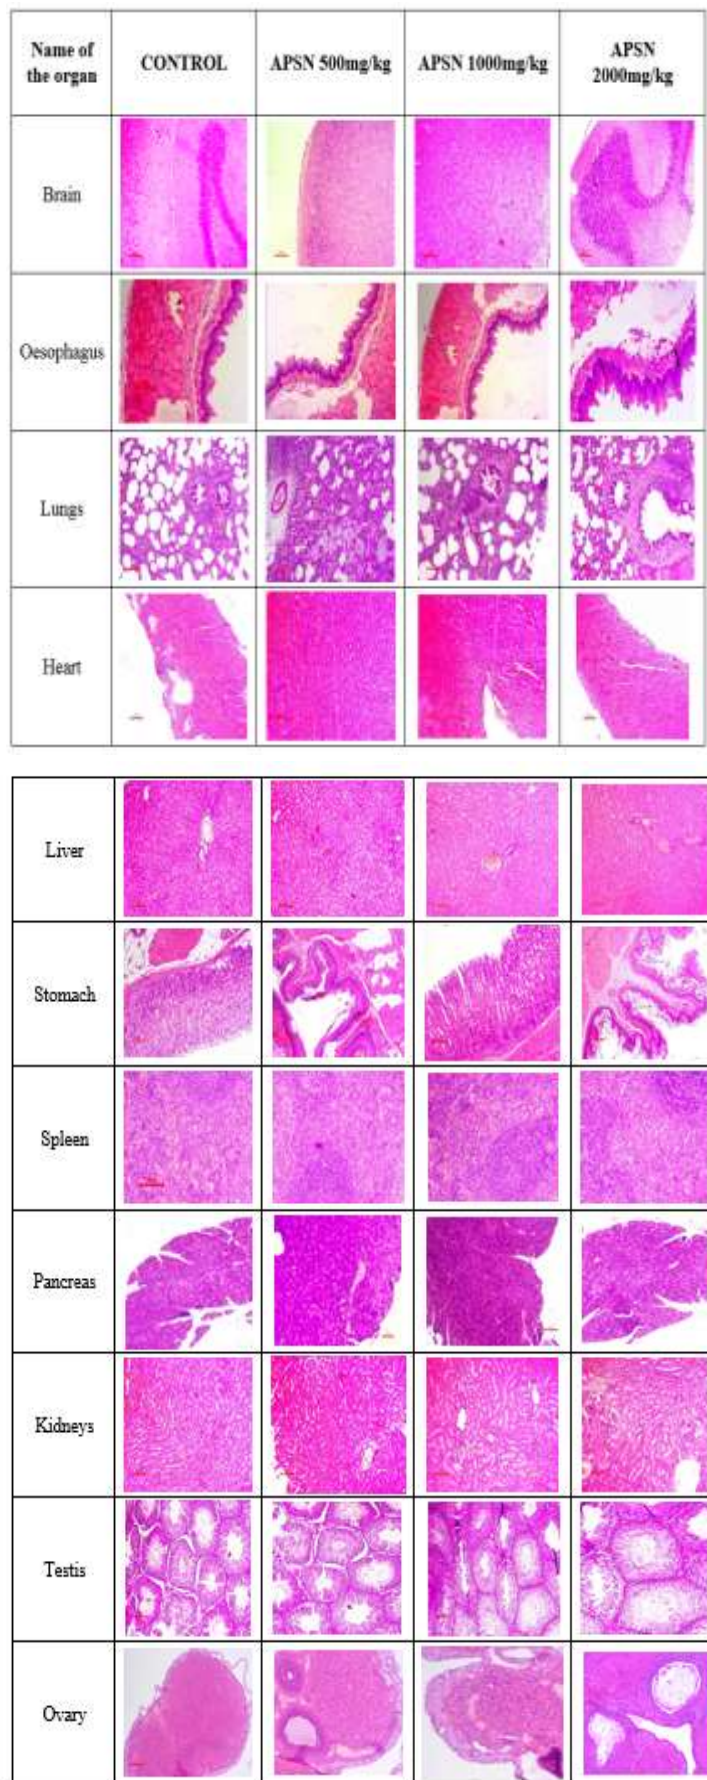 Name of
the organ
CONTROL
APSN 500mg/kg
APSN 1000mg/kg
APSN
2000mg/kg
Brain
Oesophagus
Lungs
Heart
Liver
Stomach
Spleen
Pancreas
Kidneys
Testis
Ovary